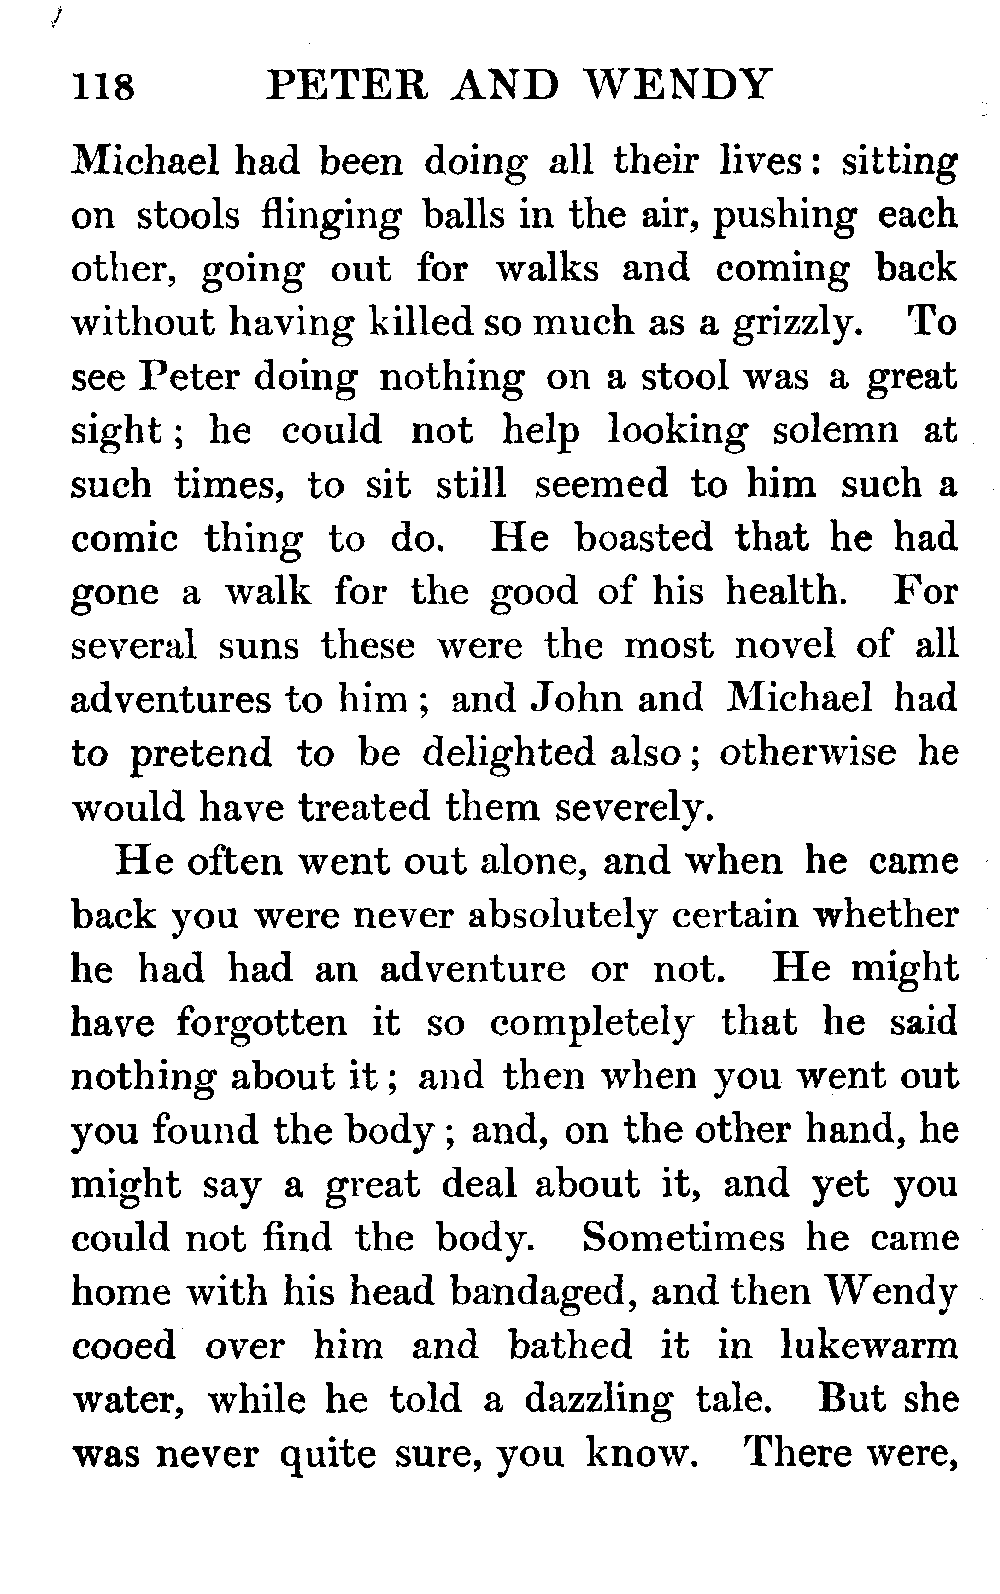 118 PETER AND WENDY
Michael had been doing all their lives: sitting
on stools flinging balls in the air, pushing each
other, going out for walks and coming back
without having killed so much as a grizzly. To
see Peter doing nothing on a stool was a great
sight; he could not help looking solemn at
such times, to sit still seemed to him such a
comic thing to do. He boasted that he had
gone a walk for the good of his health. For
several suns these were the most novel of all
adventures to him; and John and Michael had
to pretend to be delighted also; otherwise he
would have treated them severely.
He often went out alone, and when he came
back you were never absolutely certain whether
he had had an adventure or not. He might
have forgotten it so completely that he said
nothing about it; and then when you went out
you found the body; and, on the other hand, he
might say a great deal about it, and yet you
could not find the body. Sometimes he came
home with his head bandaged, and then Wendy
cooed over him and bathed it in lukewarm
water, while he told a dazzling tale. But she
was never quite sure, you know. There were,